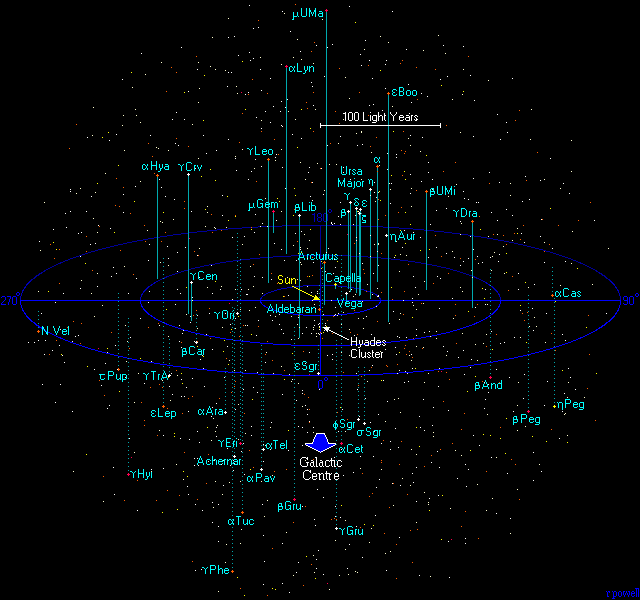 μUMa
αLyn
εBoo
100 Light Years
γLeo
αHya
γCrv
α
Ursa
Major
η
βUMi
μGem
βLib
γ
δ
ε
β
ζ
γDra
ηAur
Arcturus
γCen
Sun
Capella
270°
90°
αCas
Vega
Aldebaran
γOri
N Vel
Hyades
Cluster
βCar
εSgr
0°
τPup
γTrA
βAnd
εLep
αAra
ηPeg
βPeg
φSgr
σSgr
γEri
αTel
αCet
Achernar
Galactic
Centre
γHyi
αPav
βGru
αTuc
γGru
γPhe
cpowell